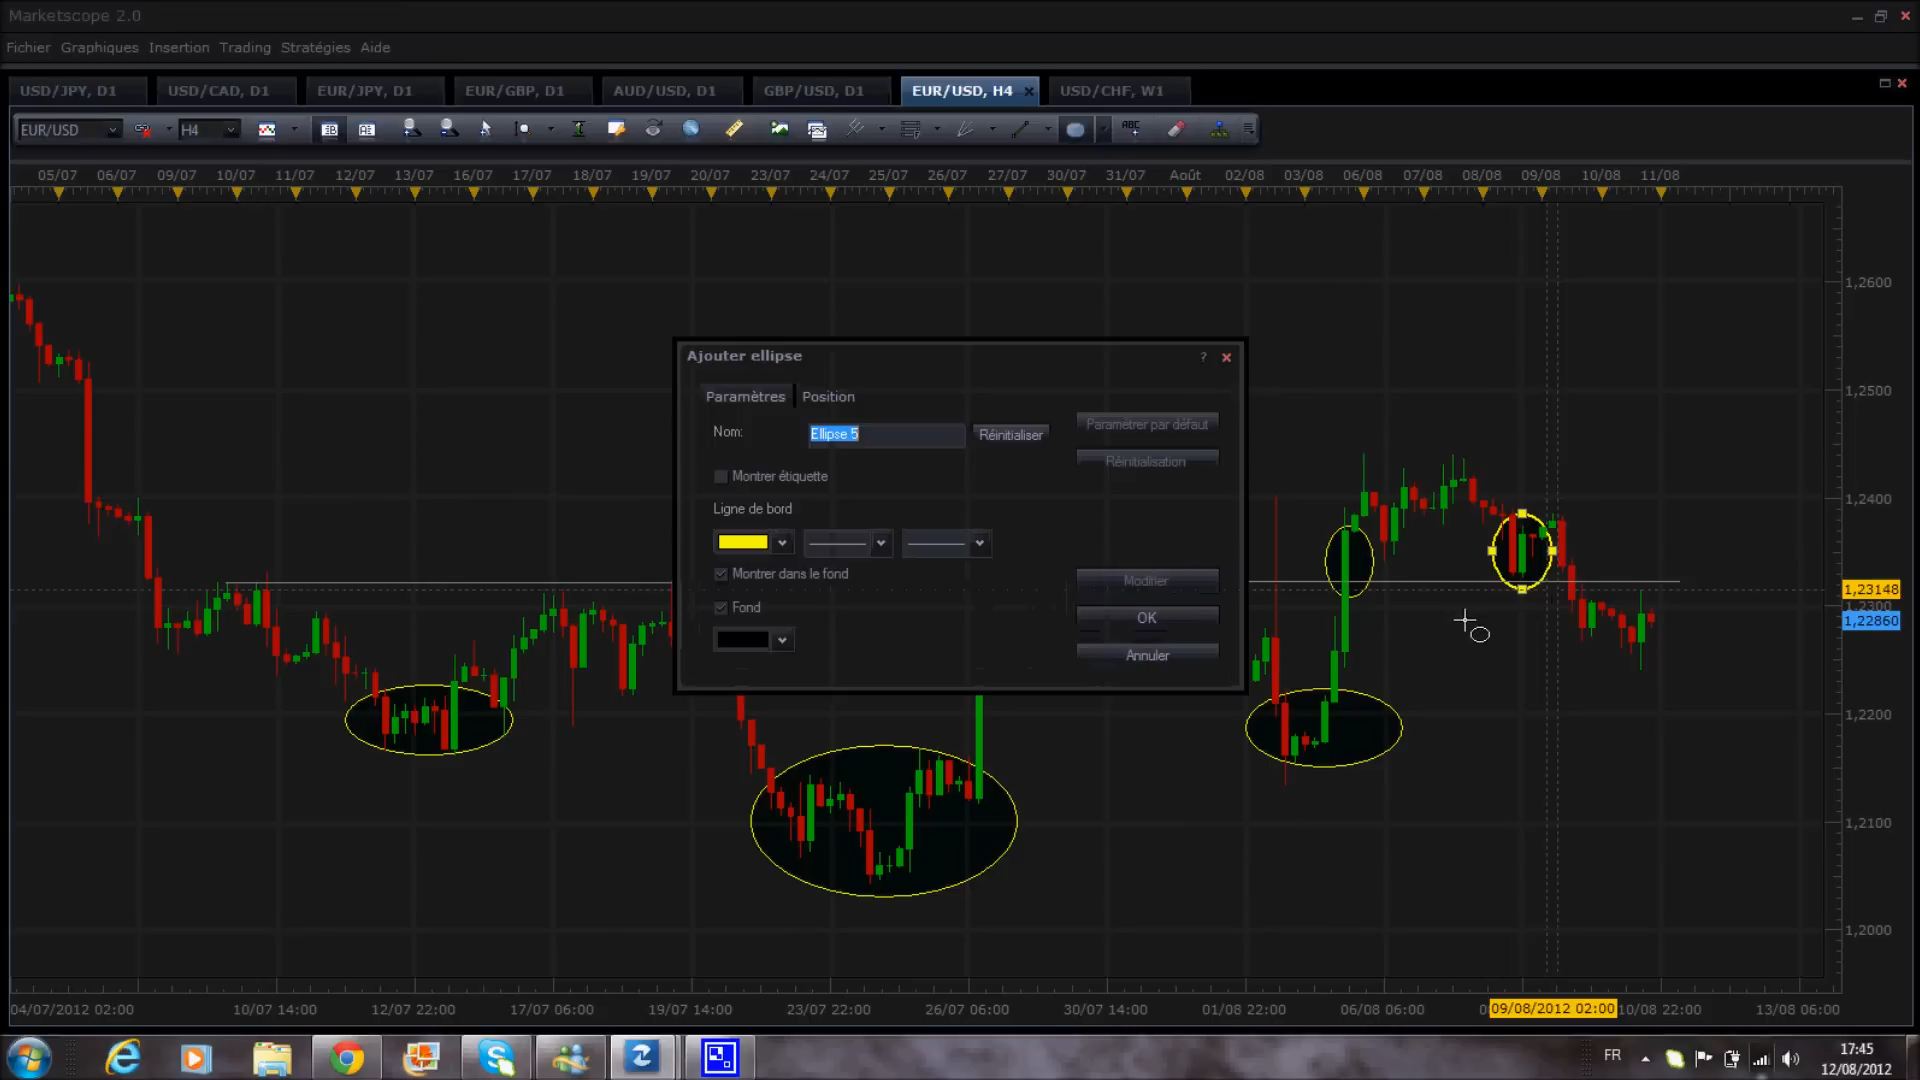 Marketscope 2.0
Fichier Graphiques Insertion Trading Stratégies Aide
USD/JPY, D1 USD/CAD, D1 EUR/JPY, D1 EUR/GBP, D1 AUD/USD, D1 GBP/USD, D1 EUR/USD, H4 USD/CHF, W1
EUR/USD H4
05/07 06/07 09/07 10/07 11/07 12/07 13/07 16/07 17/07 18/07 19/07 20/07 23/07 24/07 25/07 26/07 27/07 30/07 31/07 Août 02/08 03/08 06/08 07/08 08/08 09/08 10/08 11/08
1,2600
Ajouter ellipse ?
1,2500
Paramètres Position
Nom: Ellipse 5 Réinitialiser
Paramétrer par défaut
Réinitialisation
Montrer étiquette
1,2400
Ligne de bord
Montrer dans le fond
Modifier
1,23148
1,2300
Fond
OK
1,22860
Annuler
1,2200
1,2100
1,2000
04/07/2012 02:00 10/07 14:00 12/07 22:00 17/07 06:00 19/07 14:00 23/07 22:00 26/07 06:00 30/07 14:00 01/08 22:00 06/08 06:00 09/08/2012 02:00 10/08 22:00 13/08 06:00
FR
17:45
12/08/2012